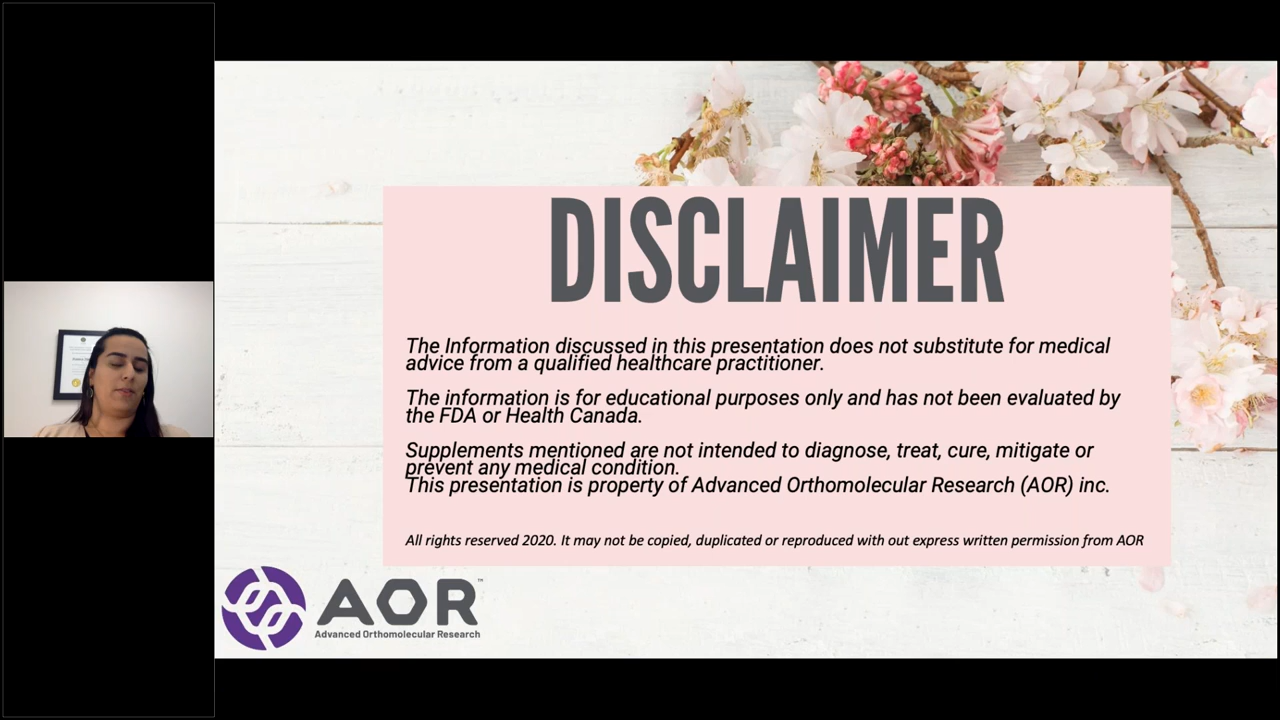 DISCLAIMER
The Information discussed in this presentation does not substitute for medical
advice from a qualified healthcare practitioner.
The information is for educational purposes only and has not been evaluated by
the FDA or Health Canada.
Supplements mentioned are not intended to diagnose, treat, cure, mitigate or
prevent any medical condition.
This presentation is property of Advanced Orthomolecular Research (AOR) inc.
All rights reserved 2020. It may not be copied, duplicated or reproduced with out express written permission from AOR
AOR™
Advanced Orthomolecular Research